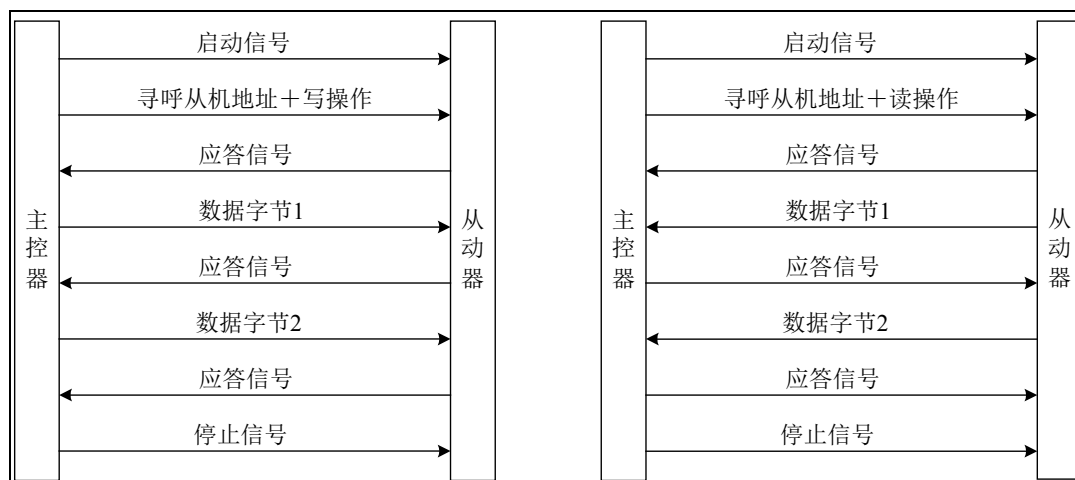 主控器
启动信号
寻呼从机地址＋写操作
应答信号
数据字节1
应答信号
数据字节2
应答信号
停止信号
从动器
主控器
启动信号
寻呼从机地址＋读操作
应答信号
数据字节1
应答信号
数据字节2
应答信号
停止信号
从动器